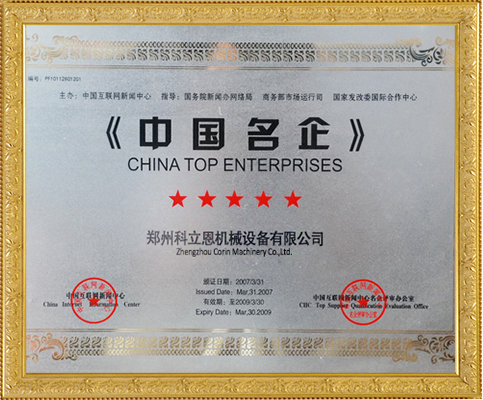 编号：PF10112601201
主办：中国互联网新闻中心 指导：国务院新闻办网络局 商务部市场运行司 国家发改委国际合作中心
《中国名企》
CHINA TOP ENTERPRISES
郑州科立恩机械设备有限公司
Zhengzhou Corin Machinery Co.,Ltd.
颁证日期：2007/3/31
Issued Date：Mar,31,2007
有效期：至2009/3/30
Expiry Date：Mar,30,2009
中国互联网新闻中心
China Internet Information Center
中国互联网新闻中心名企评审办公室
CIIC Top Supplier Qualification Evaluation Office